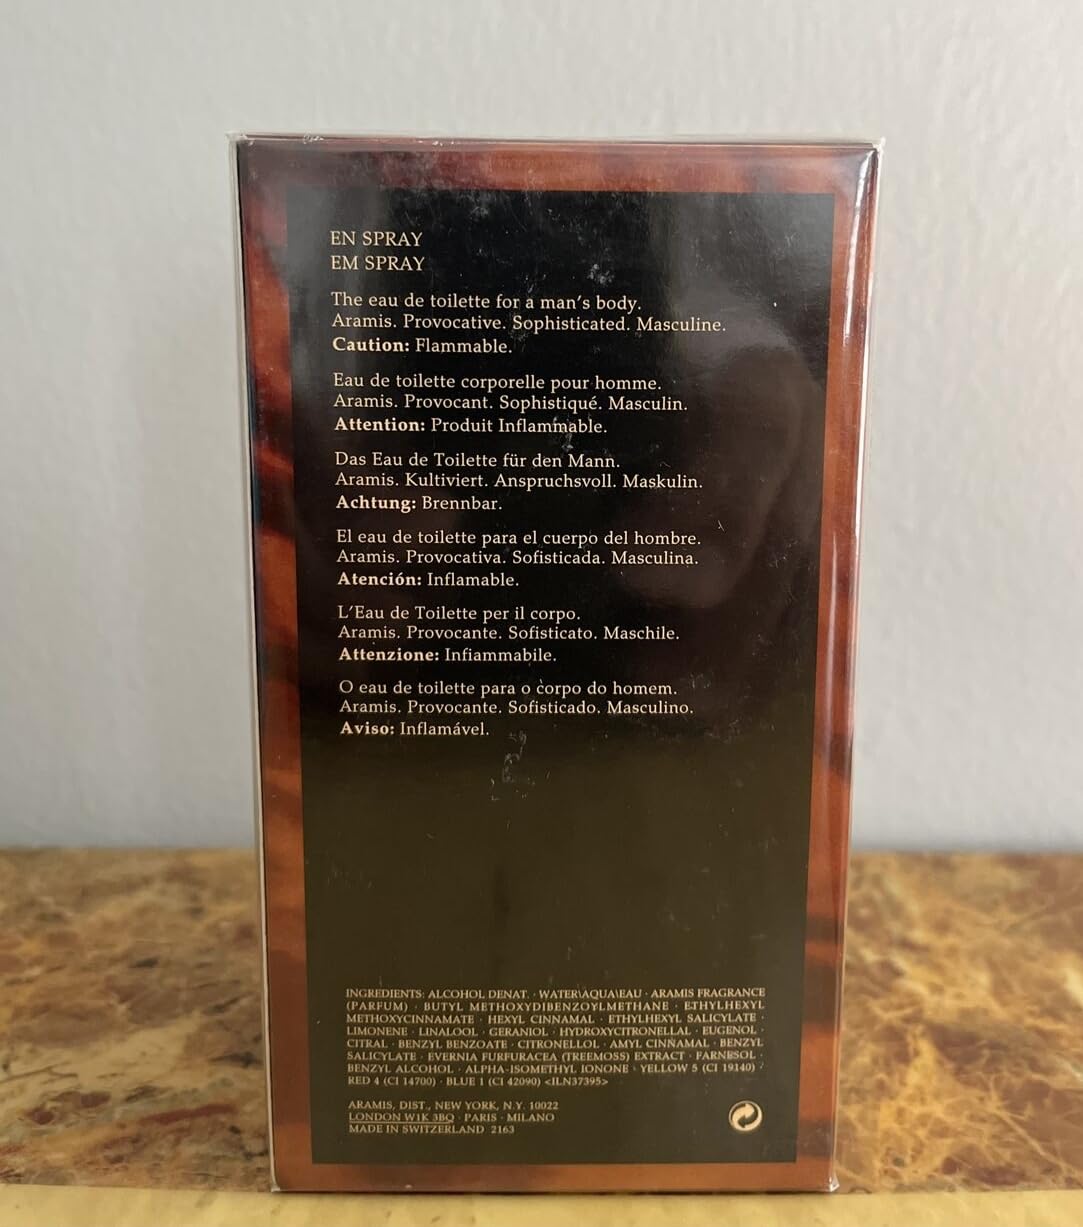 EN SPRAY
EM SPRAY
The eau de toilette for a man's body.
Aramis. Provocative. Sophisticated. Masculine.
Caution: Flammable.
Eau de toilette corporelle pour homme.
Aramis. Provocant. Sophistiqué. Masculin.
Attention: Produit Inflammable.
Das Eau de Toilette für den Mann.
Aramis. Kultiviert. Anspruchsvoll. Maskulin.
Achtung: Brennbar.
El eau de toilette para el cuerpo del hombre.
Aramis. Provocativa. Sofisticada. Masculina.
Atención: Inflamable.
L'Eau de Toilette per il corpo.
Aramis. Provocante. Sofisticato. Maschile.
Attenzione: Infiammabile.
O eau de toilette para o corpo do homem.
Aramis. Provocante. Sofisticado. Masculino.
Aviso: Inflamável.
INGREDIENTS: ALCOHOL DENAT. · WATER\AQUA\EAU · ARAMIS FRAGRANCE
(PARFUM) · BUTYL METHOXYDIBENZOYLMETHANE · ETHYLHEXYL
METHOXYCINNAMATE · HEXYL CINNAMAL · ETHYLHEXYL SALICYLATE ·
LIMONENE · LINALOOL · GERANIOL · HYDROXYCITRONELLAL · EUGENOL ·
CITRAL · BENZYL BENZOATE · CITRONELLOL · AMYL CINNAMAL · BENZYL
SALICYLATE · EVERNIA FURFURACEA (TREEMOSS) EXTRACT · FARNESOL ·
BENZYL ALCOHOL · ALPHA-ISOMETHYL IONONE · YELLOW 5 (CI 19140) ·
RED 4 (CI 14700) · BLUE 1 (CI 42090) <ILN37395>
ARAMIS, DIST., NEW YORK, N.Y. 10022
LONDON W1K 3BQ · PARIS · MILANO
MADE IN SWITZERLAND 2163